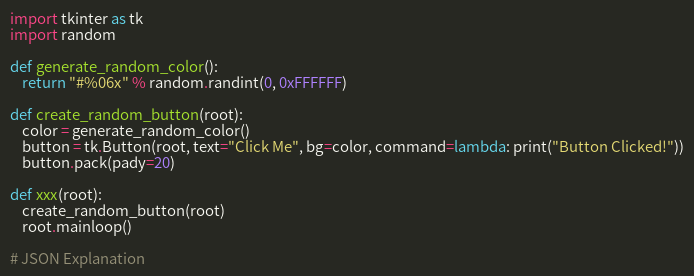 import tkinter as tk
import random

def generate_random_color():
    return "#%06x" % random.randint(0, 0xFFFFFF)

def create_random_button(root):
    color = generate_random_color()
    button = tk.Button(root, text="Click Me", bg=color, command=lambda: print("Button Clicked!"))
    button.pack(pady=20)

def xxx(root):
    create_random_button(root)
    root.mainloop()

# JSON Explanation